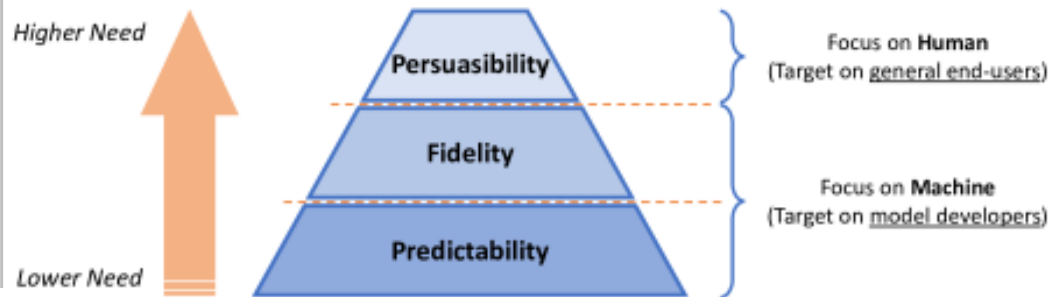 Higher Need
Persuasibility
Focus on Human
(Target on general end-users)
Fidelity
Focus on Machine
(Target on model developers)
Predictability
Lower Need